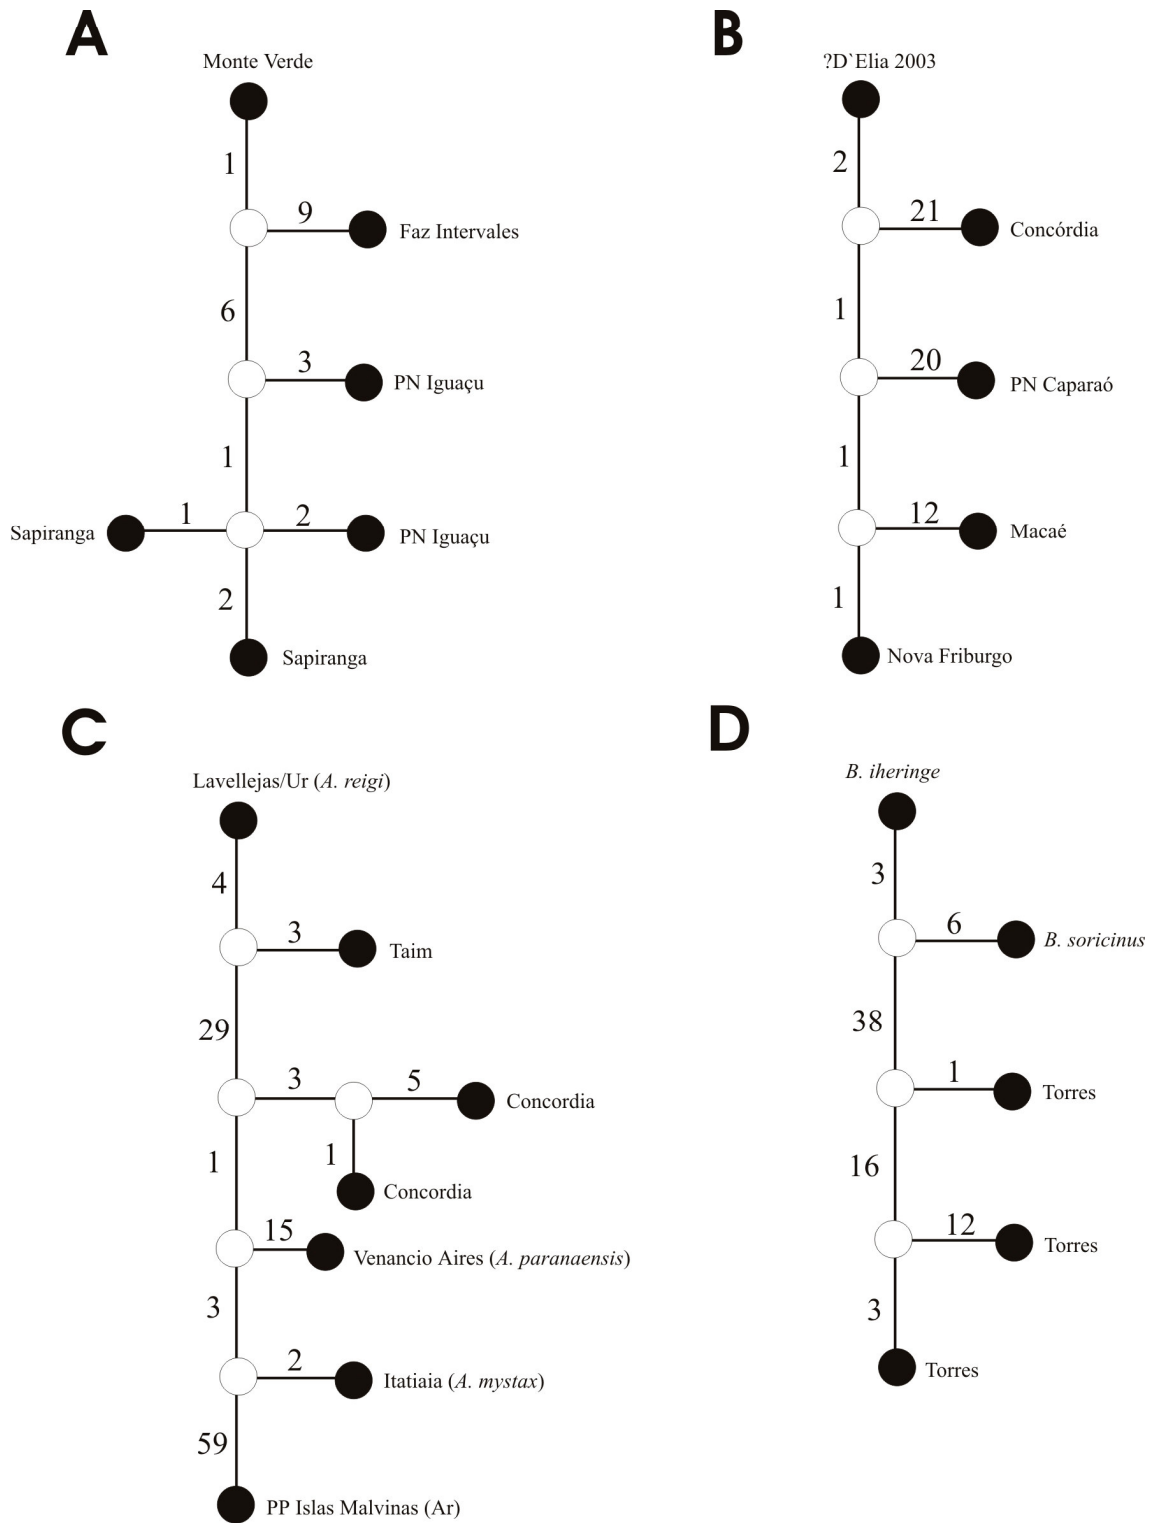 A
Monte Verde
1
9
Faz Intervales
6
3
PN Iguaçu
1
Sapiranga
1
2
PN Iguaçu
2
Sapiranga
B
?D`Elia 2003
2
21
Concórdia
1
20
PN Caparaó
1
12
Macaé
1
Nova Friburgo
C
Lavellejas/Ur (A. reigi)
4
3
Taim
29
3
5
Concordia
1
1
Concordia
15
Venancio Aires (A. paranaensis)
3
2
Itatiaia (A. mystax)
59
PP Islas Malvinas (Ar)
D
B. iheringe
3
6
B. soricinus
38
1
Torres
16
12
Torres
3
Torres